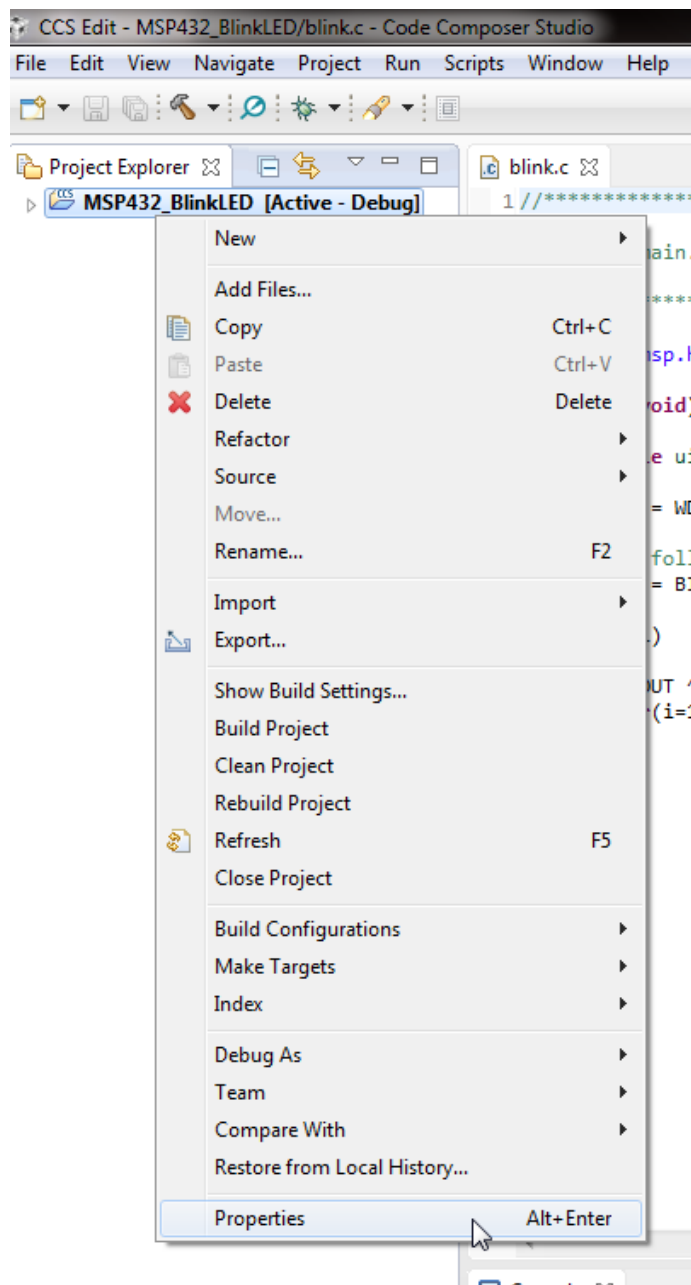 CCS Edit - MSP432_BlinkLED/blink.c - Code Composer Studio
File Edit View Navigate Project Run Scripts Window Help
Project Explorer
blink.c
MSP432_BlinkLED [Active - Debug]
1 //*************
New
Add Files...
Copy Ctrl+C
Paste Ctrl+V
Delete Delete
Refactor
Source
Move...
Rename... F2
Import
Export...
Show Build Settings...
Build Project
Clean Project
Rebuild Project
Refresh F5
Close Project
Build Configurations
Make Targets
Index
Debug As
Team
Compare With
Restore from Local History...
Properties Alt+Enter